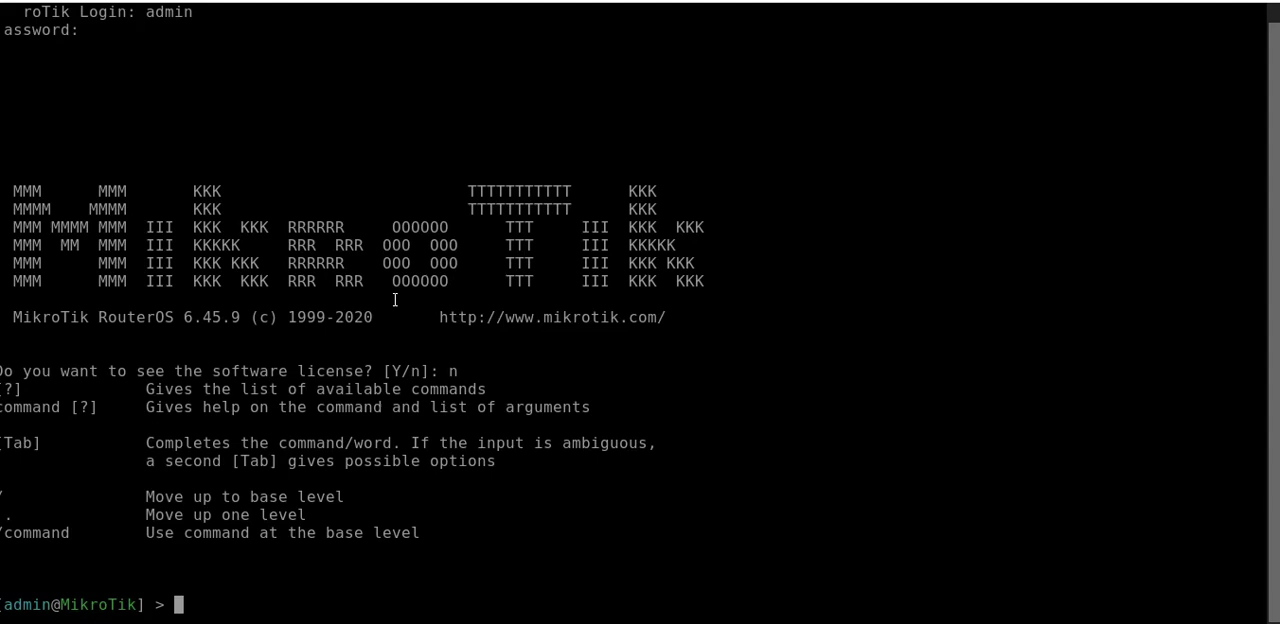 roTik Login: admin
assword:
MMM      MMM       KKK                          TTTTTTTTTTT      KKK
MMMM    MMMM       KKK                          TTTTTTTTTTT      KKK
MMM MMMM MMM  III  KKK  KKK  RRRRRR     OOOOOO      TTT     III  KKK  KKK
MMM  MM  MMM  III  KKKKK     RRR  RRR  OOO  OOO     TTT     III  KKKKK
MMM      MMM  III  KKK KKK   RRRRRR    OOO  OOO     TTT     III  KKK KKK
MMM      MMM  III  KKK  KKK  RRR  RRR   OOOOOO      TTT     III  KKK  KKK
MikroTik RouterOS 6.45.9 (c) 1999-2020       http://www.mikrotik.com/
Do you want to see the software license? [Y/n]: n
[?]             Gives the list of available commands
command [?]     Gives help on the command and list of arguments
[Tab]           Completes the command/word. If the input is ambiguous,
a second [Tab] gives possible options
/               Move up to base level
.               Move up one level
/command        Use command at the base level
[admin@MikroTik] >